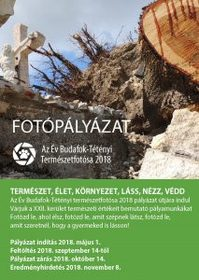 FOTÓPÁLYÁZAT
Az Év Budafok-Tétényi
Természetfotósa 2018
TERMÉSZET, ÉLET, KÖRNYEZET, LÁSS, NÉZZ, VÉDD
Az Év Budafok-Tétényi természetfotósa 2018 pályázat útjára indul
Várjuk a XXII. kerület természeti értékeit bemutató pályamunkákat
Fotózd le, ahol élsz, fotózd le, amit szépnek látsz, fotózd le,
amit szeretnél, hogy a gyermeked is lásson!
Pályázat indítás 2018. május 1.
Feltöltés 2018. szeptember 14-től
Pályázat zárás 2018. október 14.
Eredményhirdetés 2018. november 8.